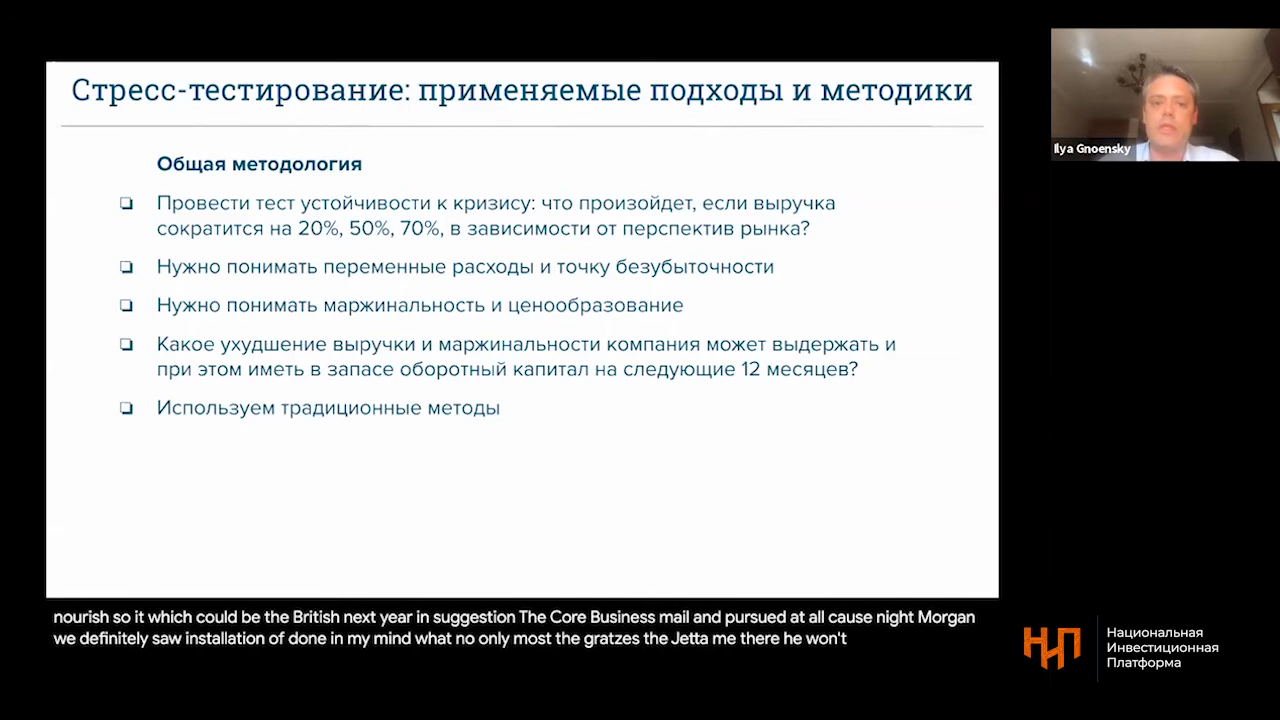 Стресс-тестирование: применяемые подходы и методики
Общая методология
Провести тест устойчивости к кризису: что произойдет, если выручка
сократится на 20%, 50%, 70%, в зависимости от перспектив рынка?
Нужно понимать переменные расходы и точку безубыточности
Нужно понимать маржинальность и ценообразование
Какое ухудшение выручки и маржинальности компания может выдержать и
при этом иметь в запасе оборотный капитал на следующие 12 месяцев?
Используем традиционные методы
Ilya Gnoensky
nourish so it which could be the British next year in suggestion The Core Business mail and pursued at all cause night Morgan
we definitely saw installation of done in my mind what no only most the gratzes the Jetta me there he won't
НИП
Национальная
Инвестиционная
Платформа